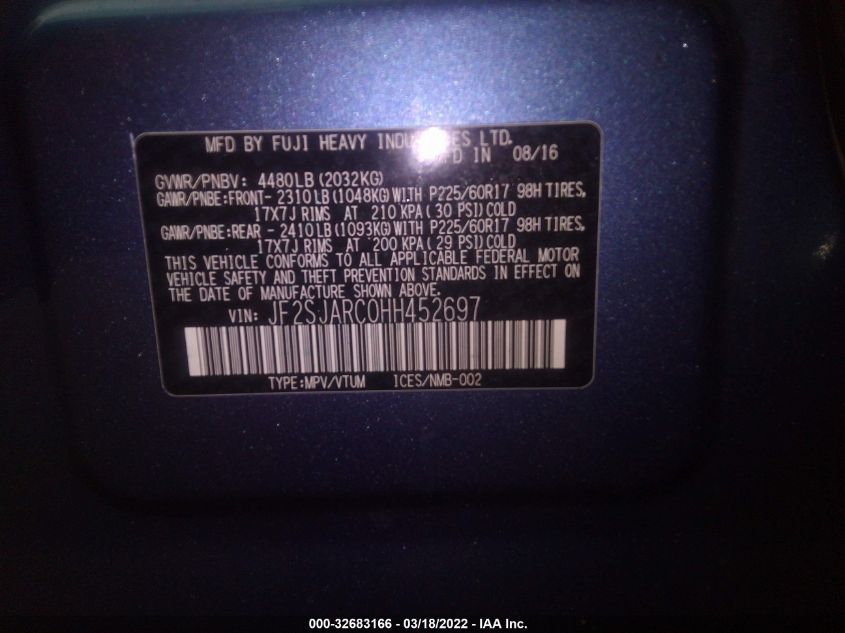 MFD BY FUJI HEAVY INDUSTRIES LTD.
MFD IN 08/16
GVWR/PNBV: 4480LB (2032KG)
GAWR/PNBE:FRONT- 2310LB (1048KG) WITH P225/60R17 98H TIRES,
17X7J RIMS AT 210 KPA (30 PSI) COLD
GAWR/PNBE:REAR - 2410LB (1093KG) WITH P225/60R17 98H TIRES,
17X7J RIMS AT 200 KPA (29 PSI) COLD
THIS VEHICLE CONFORMS TO ALL APPLICABLE FEDERAL MOTOR
VEHICLE SAFETY AND THEFT PREVENTION STANDARDS IN EFFECT ON
THE DATE OF MANUFACTURE SHOWN ABOVE.
VIN: JF2SJARC0HH452697
TYPE:MPV/VTUM ICES/NMB-002
000-32683166 - 03/18/2022 - IAA Inc.